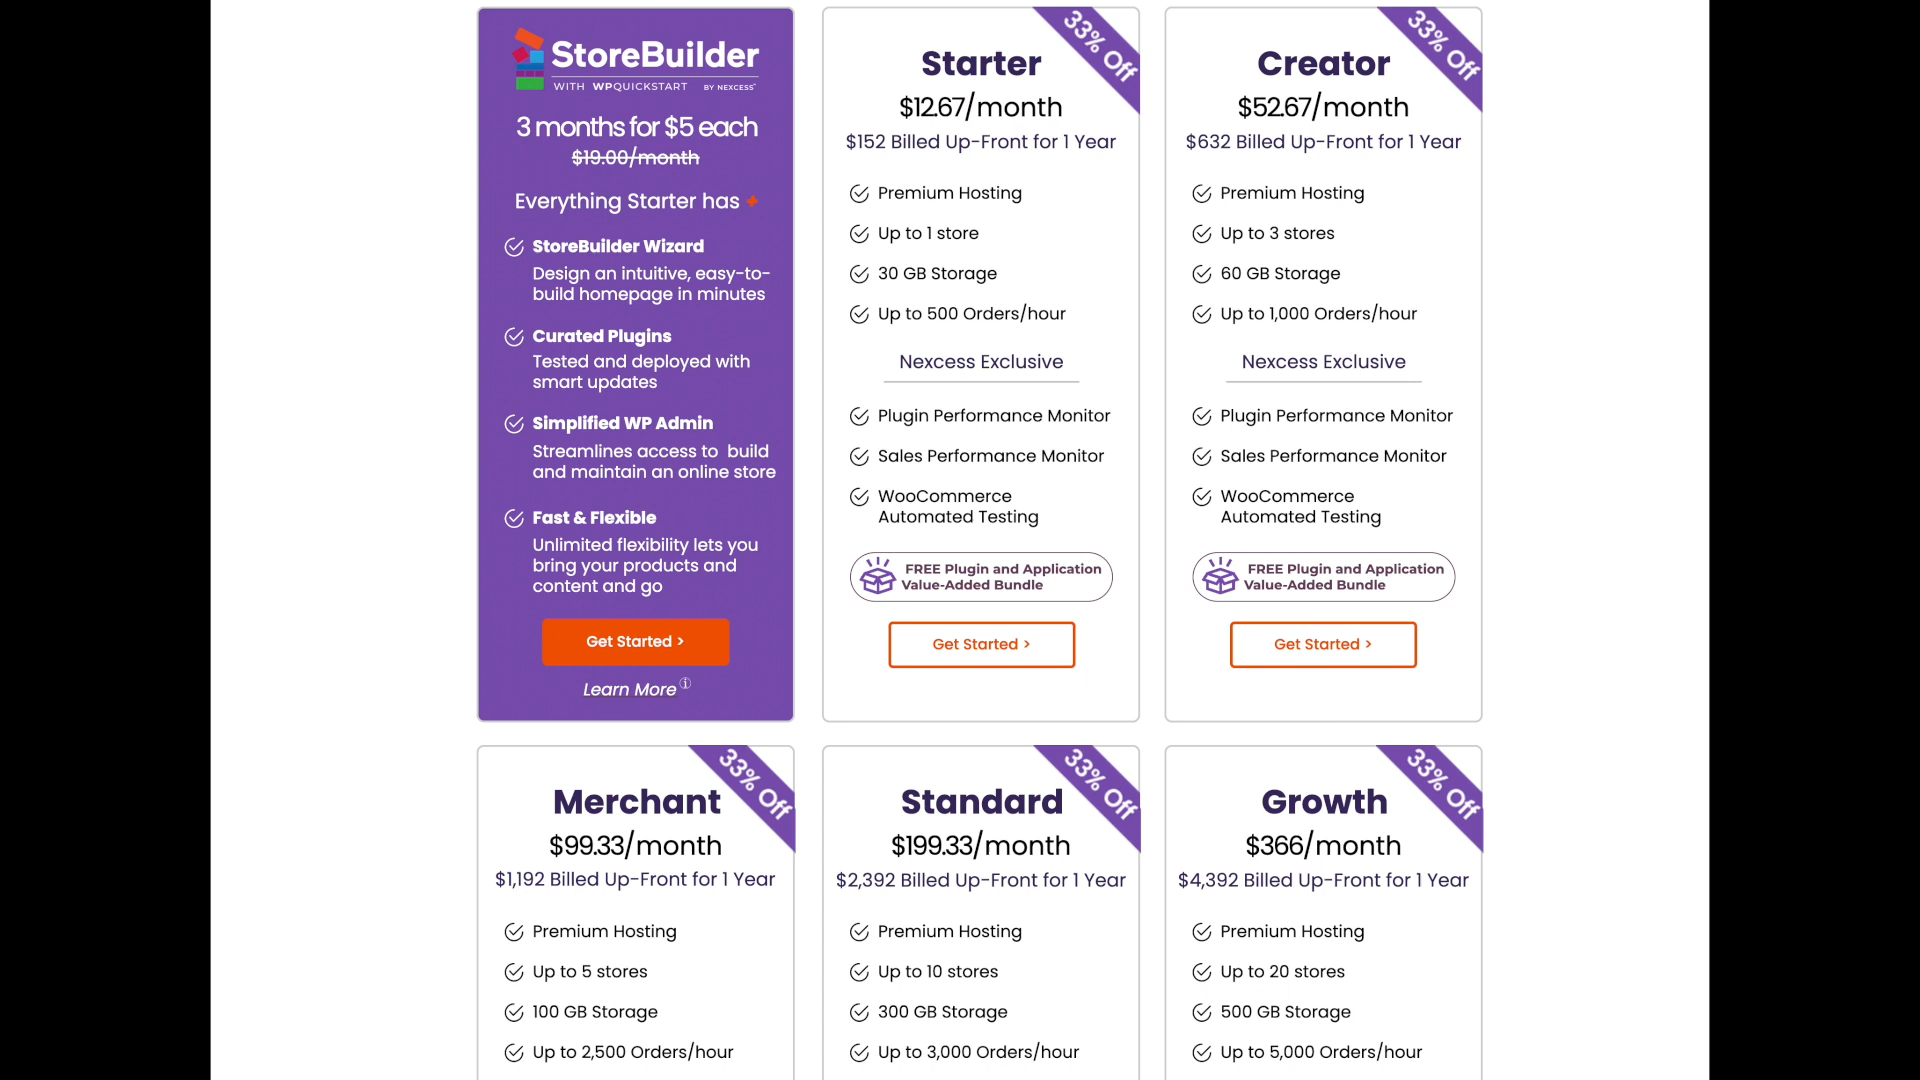 StoreBuilder
WITH WPQUICKSTART BY NEXCESS
3 months for $5 each
$19.00/month
Everything Starter has
StoreBuilder Wizard
Design an intuitive, easy-to-
build homepage in minutes
Curated Plugins
Tested and deployed with
smart updates
Simplified WP Admin
Streamlines access to build
and maintain an online store
Fast & Flexible
Unlimited flexibility lets you
bring your products and
content and go
Get Started >
Learn More ⓘ
33% Off
Starter
$12.67/month
$152 Billed Up-Front for 1 Year
Premium Hosting
Up to 1 store
30 GB Storage
Up to 500 Orders/hour
Nexcess Exclusive
Plugin Performance Monitor
Sales Performance Monitor
WooCommerce
Automated Testing
FREE Plugin and Application
Value-Added Bundle
Get Started >
33% Off
Creator
$52.67/month
$632 Billed Up-Front for 1 Year
Premium Hosting
Up to 3 stores
60 GB Storage
Up to 1,000 Orders/hour
Nexcess Exclusive
Plugin Performance Monitor
Sales Performance Monitor
WooCommerce
Automated Testing
FREE Plugin and Application
Value-Added Bundle
Get Started >
33% Off
Merchant
$99.33/month
$1,192 Billed Up-Front for 1 Year
Premium Hosting
Up to 5 stores
100 GB Storage
Up to 2,500 Orders/hour
33% Off
Standard
$199.33/month
$2,392 Billed Up-Front for 1 Year
Premium Hosting
Up to 10 stores
300 GB Storage
Up to 3,000 Orders/hour
33% Off
Growth
$366/month
$4,392 Billed Up-Front for 1 Year
Premium Hosting
Up to 20 stores
500 GB Storage
Up to 5,000 Orders/hour